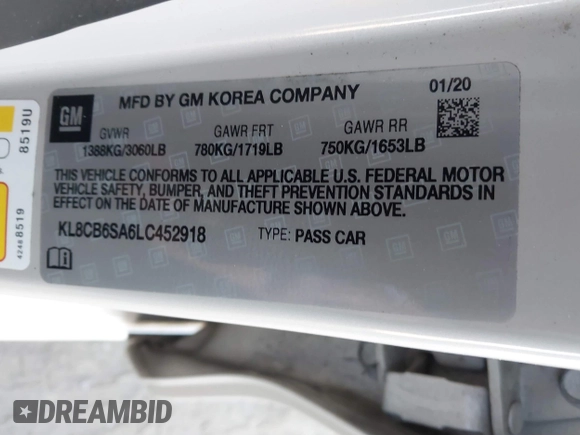 GM
MFD BY GM KOREA COMPANY
01/20
GVWR
GAWR FRT
GAWR RR
1388KG/3060LB
780KG/1719LB
750KG/1653LB
THIS VEHICLE CONFORMS TO ALL APPLICABLE U.S. FEDERAL MOTOR
VEHICLE SAFETY, BUMPER, AND THEFT PREVENTION STANDARDS IN
EFFECT ON THE DATE OF MANUFACTURE SHOWN ABOVE.
KL8CB6SA6LC452918
TYPE: PASS CAR
8519U
42488519
DREAMBID